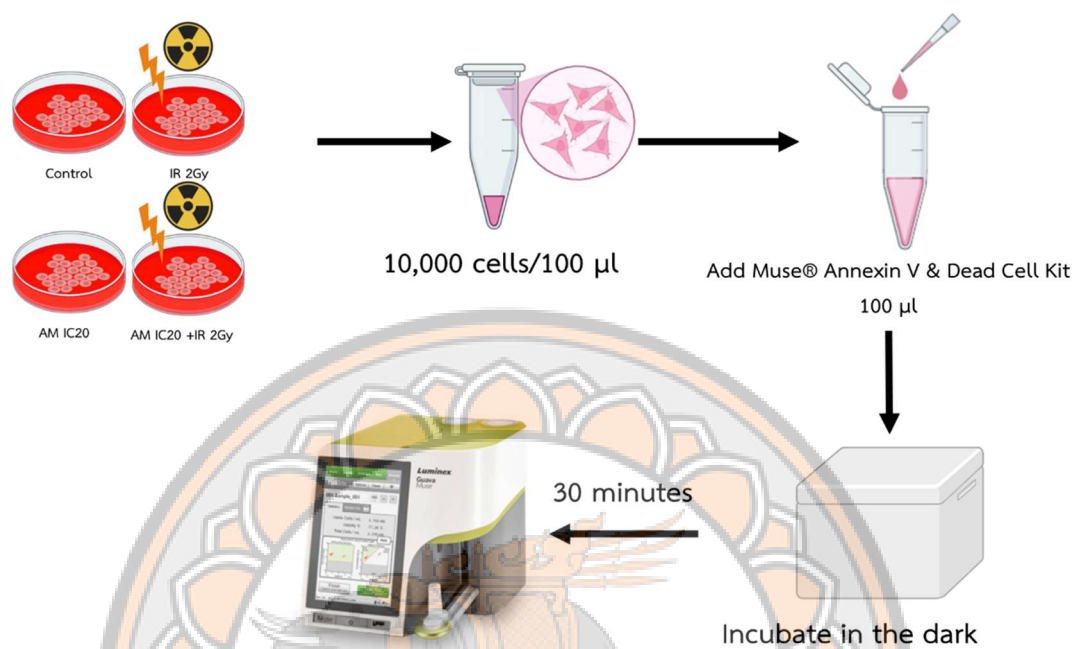 Control
IR 2Gy
AM IC20
AM IC20 +IR 2Gy
10,000 cells/100 µl
Add Muse® Annexin V & Dead Cell Kit
100 µl
Incubate in the dark
30 minutes
Luminex
Guava
Muse